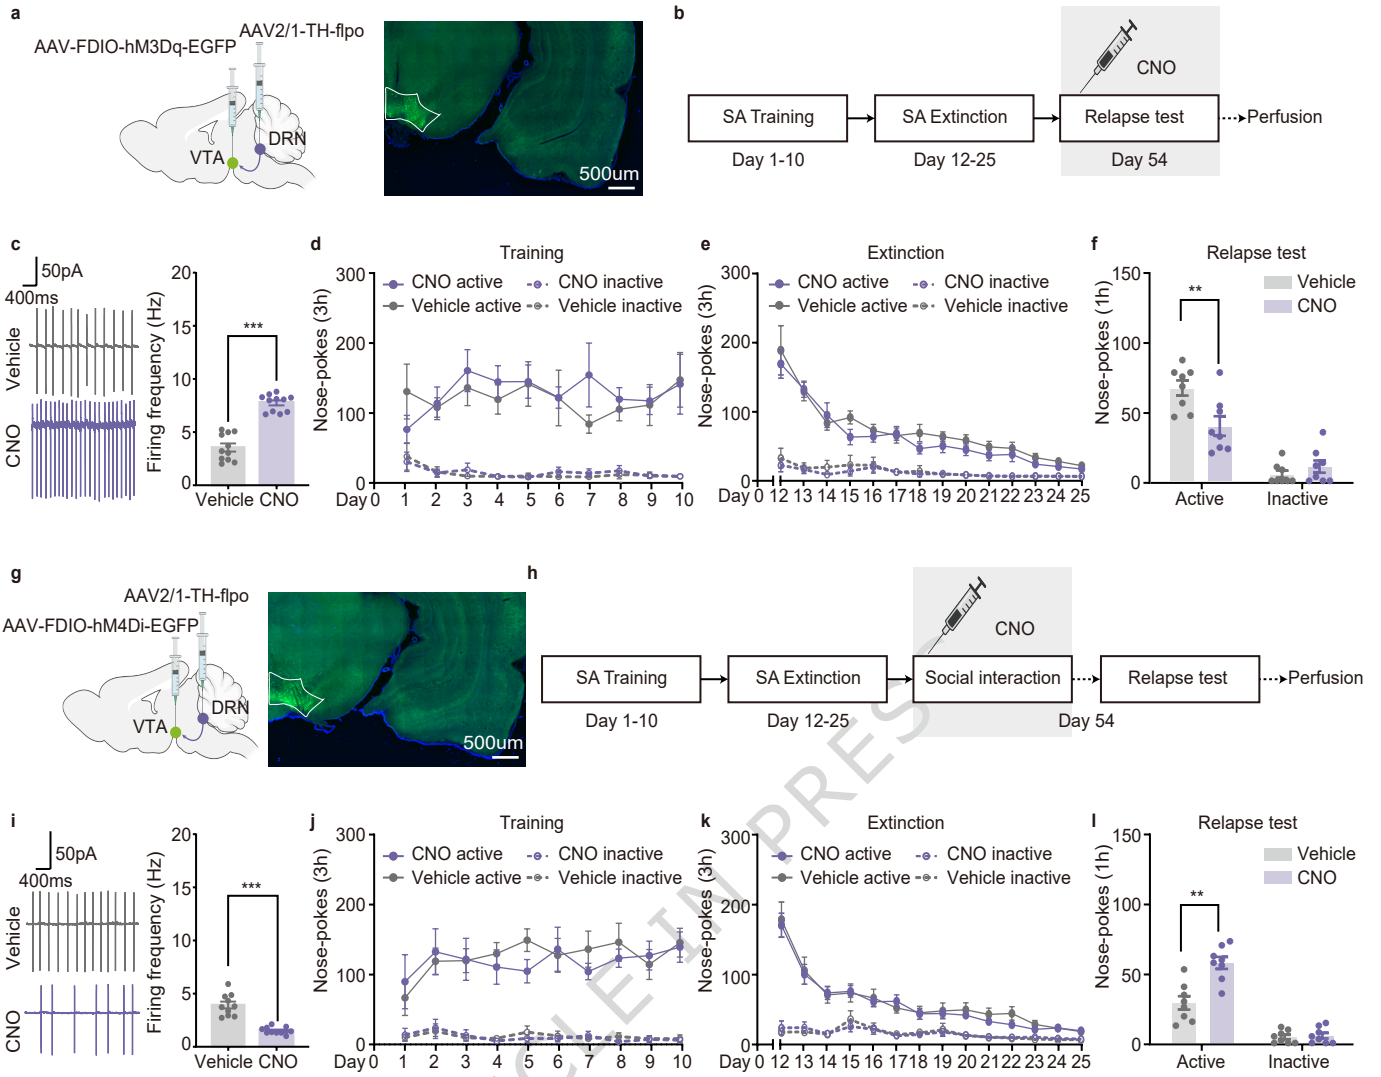 a
AAV2/1-TH-flpo
AAV-FDIO-hM3Dq-EGFP
DRN
VTA
500um
b
CNO
SA Training
SA Extinction
Relapse test
Perfusion
Day 1-10
Day 12-25
Day 54
c
50pA
400ms
Vehicle
CNO
Firing frequency (Hz)
20
15
10
5
0
***
Vehicle CNO
d
Training
Nose-pokes (3h)
300
200
100
0
CNO active
CNO inactive
Vehicle active
Vehicle inactive
Day 0 1 2 3 4 5 6 7 8 9 10
e
Extinction
Nose-pokes (3h)
300
200
100
0
CNO active
CNO inactive
Vehicle active
Vehicle inactive
Day 0 12 13 14 15 16 17 18 19 20 21 22 23 24 25
f
Relapse test
Nose-pokes (1h)
150
100
50
0
**
Vehicle
CNO
Active
Inactive
g
AAV2/1-TH-flpo
AAV-FDIO-hM4Di-EGFP
DRN
VTA
500um
h
CNO
SA Training
SA Extinction
Social interaction
Relapse test
Perfusion
Day 1-10
Day 12-25
Day 54
i
50pA
400ms
Vehicle
CNO
Firing frequency (Hz)
20
15
10
5
0
***
Vehicle CNO
j
Training
Nose-pokes (3h)
300
200
100
0
CNO active
CNO inactive
Vehicle active
Vehicle inactive
Day 0 1 2 3 4 5 6 7 8 9 10
k
Extinction
Nose-pokes (3h)
300
200
100
0
CNO active
CNO inactive
Vehicle active
Vehicle inactive
Day 0 12 13 14 15 16 17 18 19 20 21 22 23 24 25
l
Relapse test
Nose-pokes (1h)
150
100
50
0
**
Vehicle
CNO
Active
Inactive
CLE IN PRESS